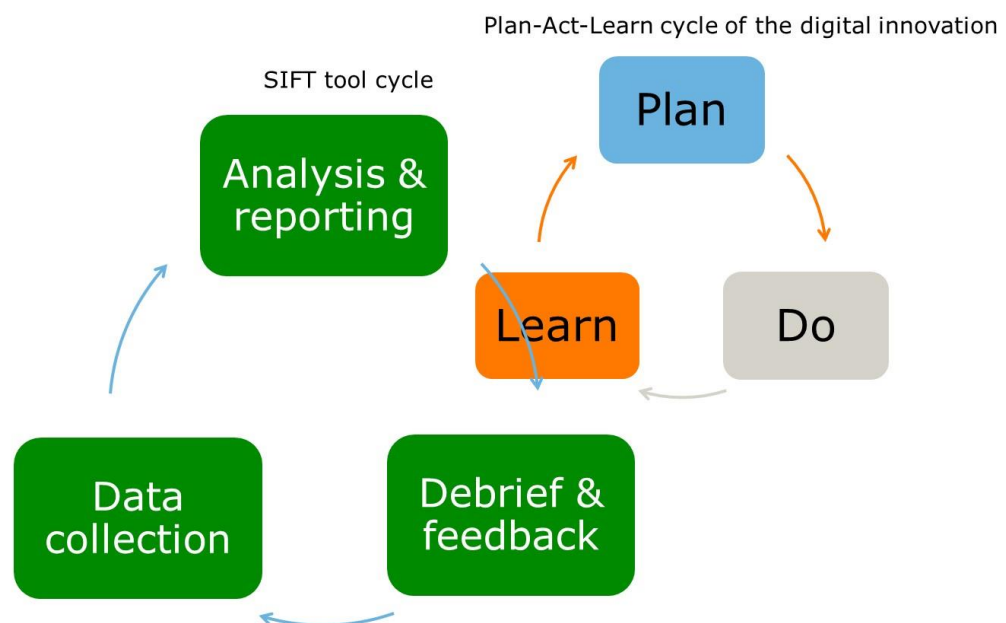 Plan-Act-Learn cycle of the digital innovation
SIFT tool cycle
Plan
Analysis &
reporting
Learn
Do
Data
collection
Debrief &
feedback